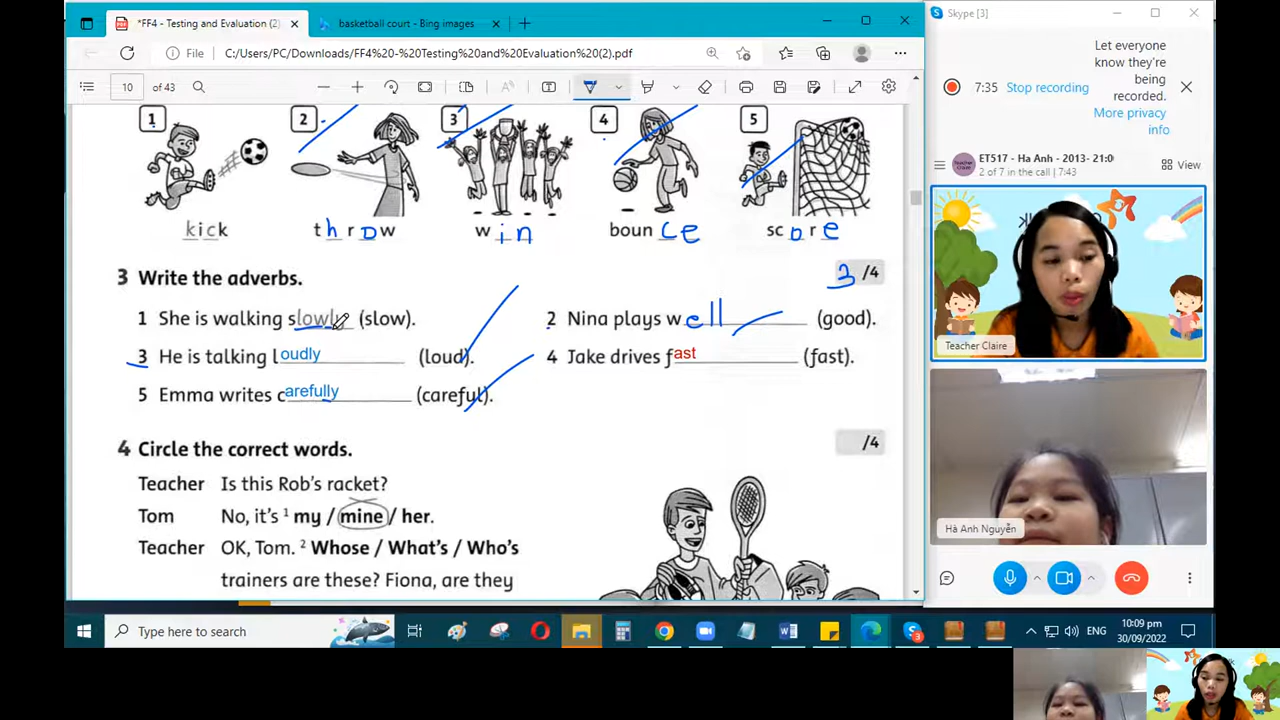 *FF4 - Testing and Evaluation (2)
basketball court - Bing images
File
C:/Users/PC/Downloads/FF4%20-%20Testing%20and%20Evaluation%20(2).pdf
10 of 43
1 2 3 4 5
kick throw win bounce score
3 Write the adverbs. 3 /4
1 She is walking slowly (slow).
2 Nina plays well (good).
3 He is talking loudly (loud).
4 Jake drives fast (fast).
5 Emma writes carefully (careful).
4 Circle the correct words. /4
Teacher Is this Rob's racket?
Tom No, it's 1 my / mine / her.
Teacher OK, Tom. 2 Whose / What's / Who's
trainers are these? Fiona, are they
Type here to search
ENG
10:09 pm
30/09/2022
Skype [3]
Let everyone
know they're
being
recorded.
7:35 Stop recording
More privacy
info
ET517 - Ha Anh - 2013- 21:0
2 of 7 in the call | 7:43
View
Teacher Claire
Hà Anh Nguyễn